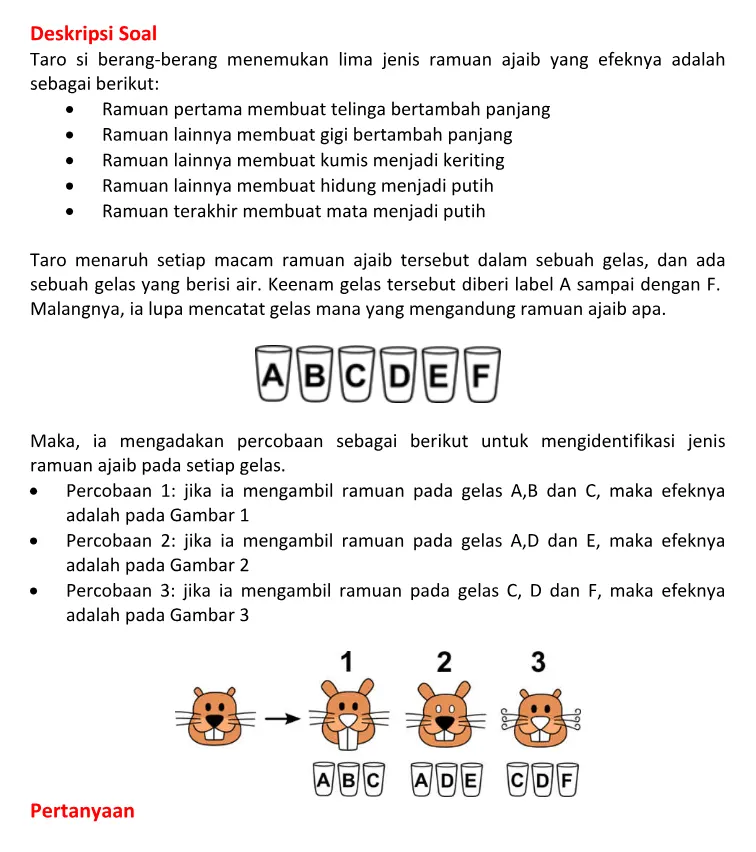 Deskripsi Soal
Taro si berang-berang menemukan lima jenis ramuan ajaib yang efeknya adalah
sebagai berikut:
• Ramuan pertama membuat telinga bertambah panjang
• Ramuan lainnya membuat gigi bertambah panjang
• Ramuan lainnya membuat kumis menjadi keriting
• Ramuan lainnya membuat hidung menjadi putih
• Ramuan terakhir membuat mata menjadi putih
Taro menaruh setiap macam ramuan ajaib tersebut dalam sebuah gelas, dan ada
sebuah gelas yang berisi air. Keenam gelas tersebut diberi label A sampai dengan F.
Malangnya, ia lupa mencatat gelas mana yang mengandung ramuan ajaib apa.
A B C D E F
Maka, ia mengadakan percobaan sebagai berikut untuk mengidentifikasi jenis
ramuan ajaib pada setiap gelas.
• Percobaan 1: jika ia mengambil ramuan pada gelas A,B dan C, maka efeknya
adalah pada Gambar 1
• Percobaan 2: jika ia mengambil ramuan pada gelas A,D dan E, maka efeknya
adalah pada Gambar 2
• Percobaan 3: jika ia mengambil ramuan pada gelas C, D dan F, maka efeknya
adalah pada Gambar 3
1 2 3
A B C A D E C D F
Pertanyaan